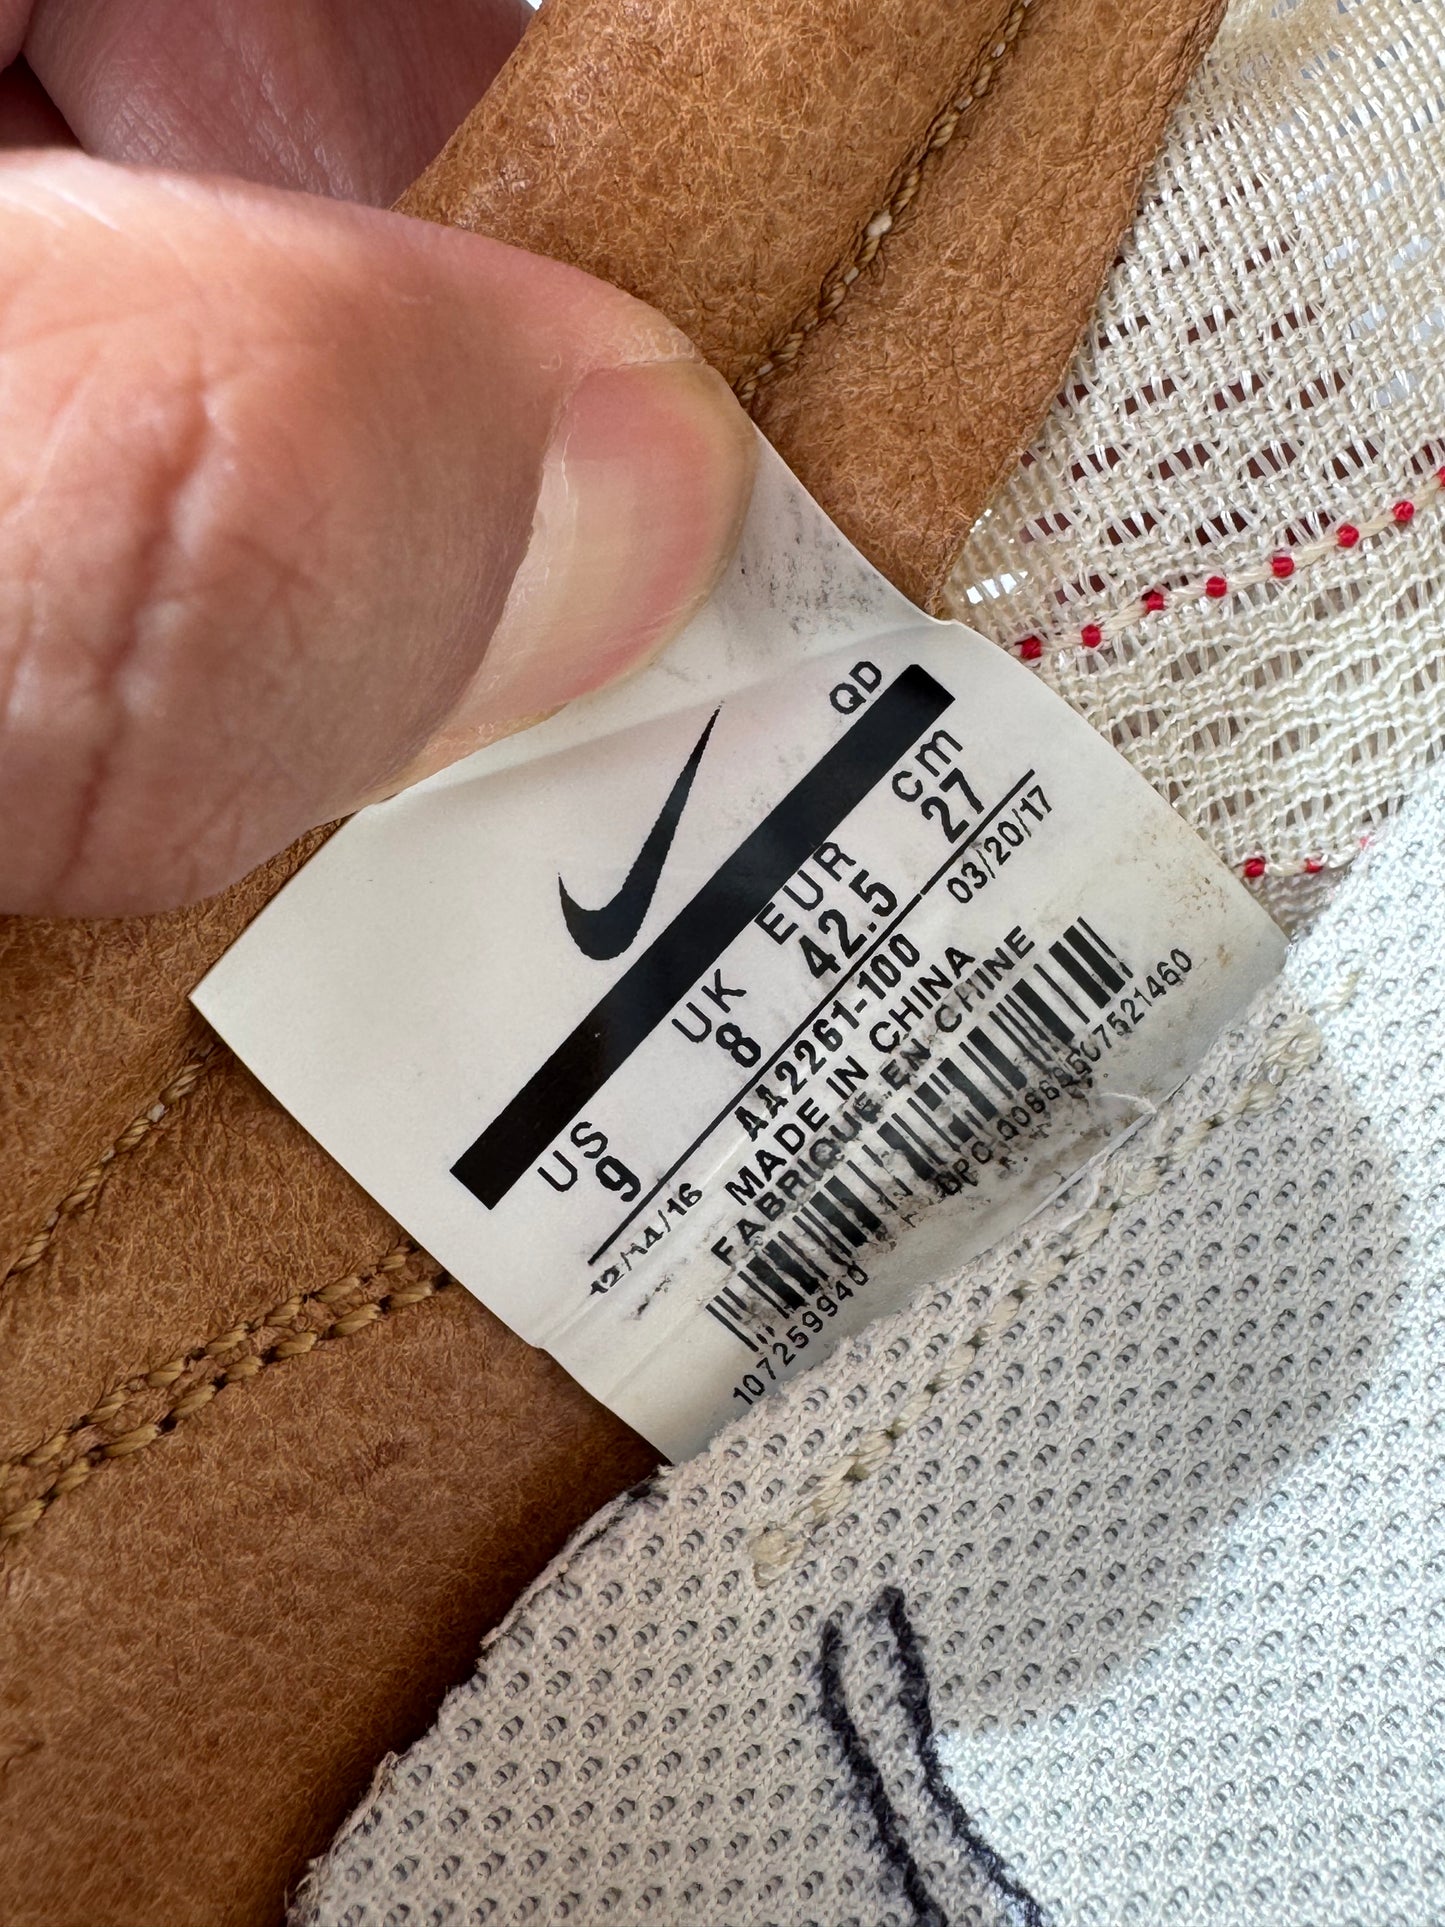 QD
US UK EUR cm
9 8 42.5 27
12/14/16 AA2261-100 03/20/17
MADE IN CHINA
FABRIQUE EN CHINE
107259940